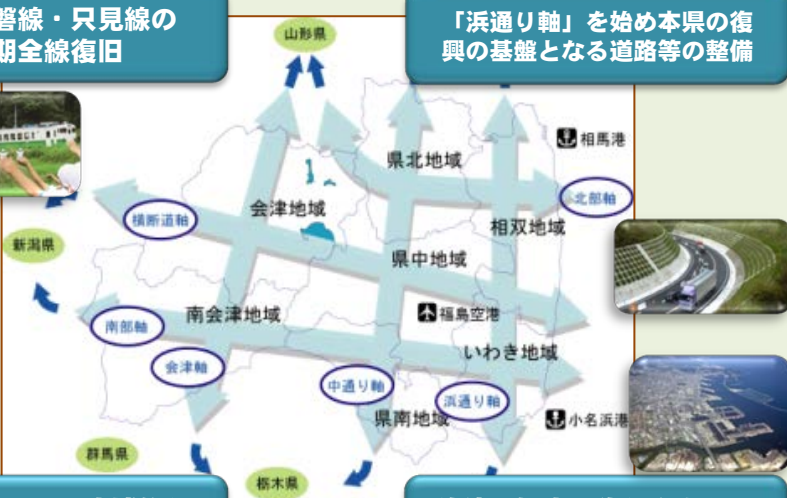 磐線・只見線の
期全線復旧
「浜通り軸」を始め本県の復
興の基盤となる道路等の整備
山形県
相馬港
県北地域
北部軸
会津地域
横断道軸
相双地域
新潟県
県中地域
南会津地域
福島空港
南部軸
いわき地域
会津軸
中通り軸
浜通り軸
県南地域
小名浜港
群馬県
栃木県